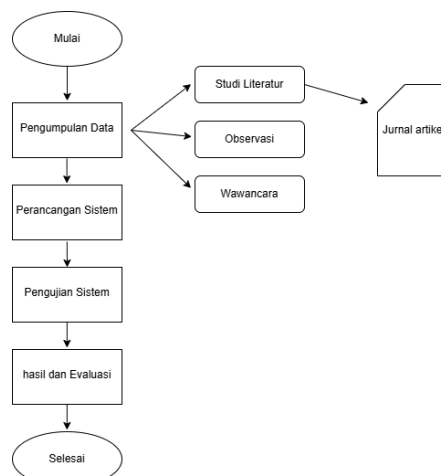 Mulai
Studi Literatur
Pengumpulan Data
Jurnal artike
Observasi
Wawancara
Perancangan Sistem
Pengujian Sistem
hasil dan Evaluasi
Selesai